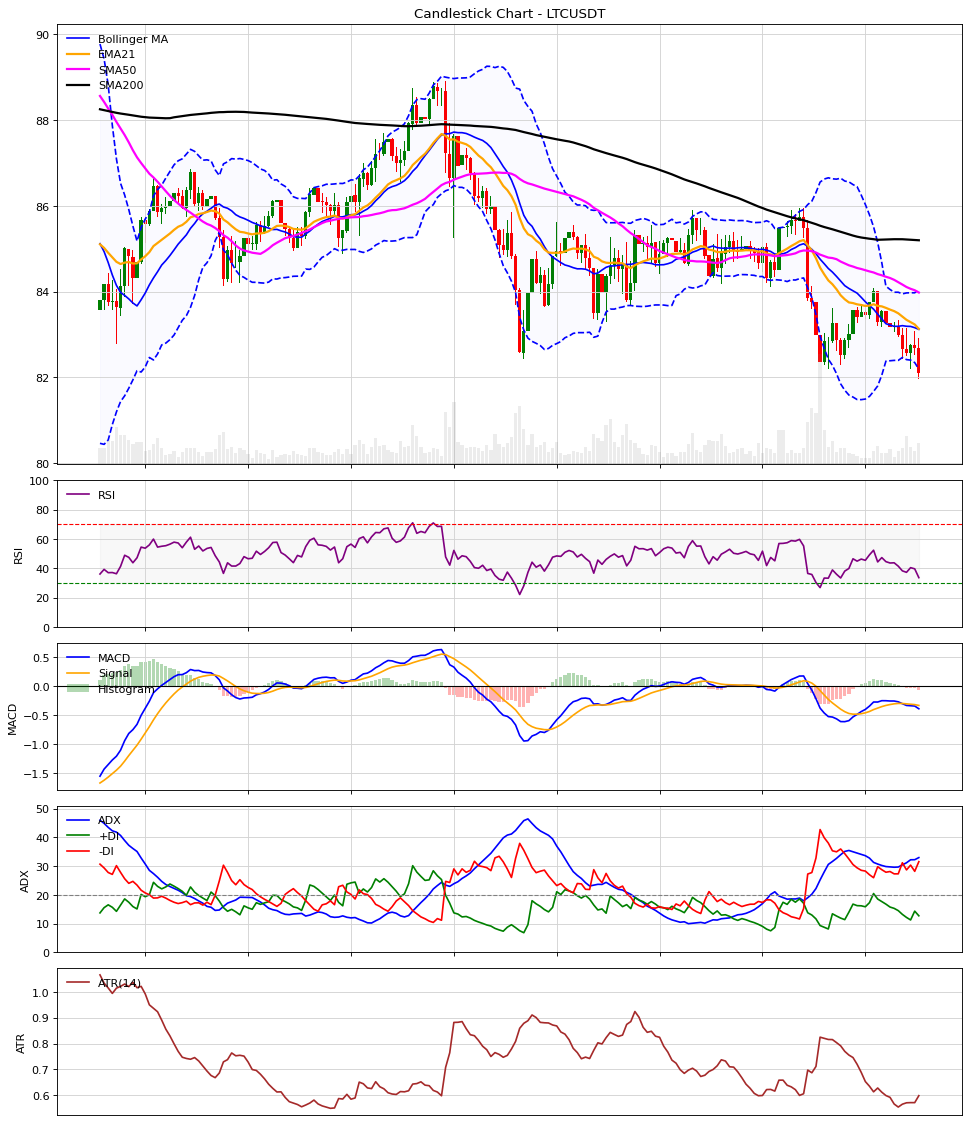 Candlestick Chart - LTCUSDT
90
88
86
84
82
80
Bollinger MA
EMA21
SMA50
SMA200
100
80
60
40
20
0
RSI
RSI
0.5
0.0
−0.5
−1.0
−1.5
MACD
MACD
Signal
Histogram
50
40
30
20
10
0
ADX
ADX
+DI
-DI
1.0
0.9
0.8
0.7
0.6
ATR
ATR(14)